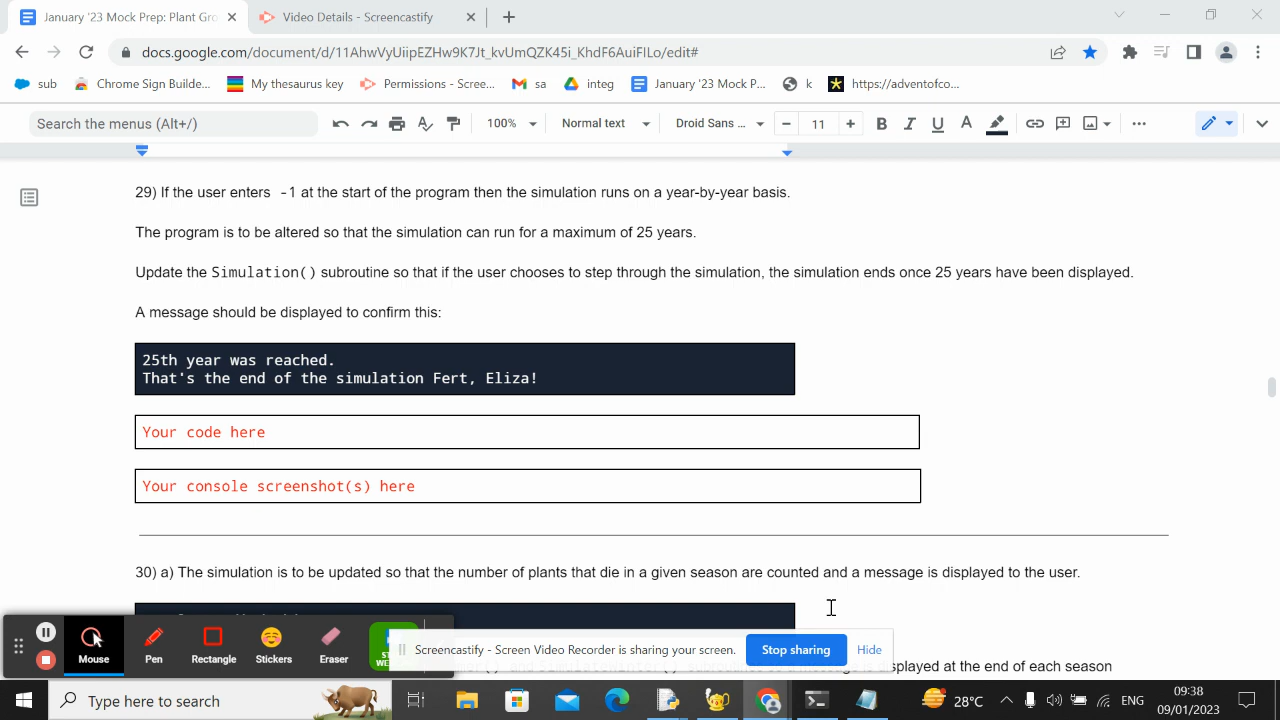 January '23 Mock Prep: Plant Gro
Video Details - Screencastify
docs.google.com/document/d/11AhwVyUiipEZHw9K7Jt_kvUmQZK45i_KhdF6AuiFILo/edit#
sub
Chrome Sign Builde...
My thesaurus key
Permissions - Scree...
sa
integ
January '23 Mock P...
k
https://adventofco...
Search the menus (Alt+/)
100%
Normal text
Droid Sans ...
11
29) If the user enters -1 at the start of the program then the simulation runs on a year-by-year basis.
The program is to be altered so that the simulation can run for a maximum of 25 years.
Update the Simulation() subroutine so that if the user chooses to step through the simulation, the simulation ends once 25 years have been displayed.
A message should be displayed to confirm this:
25th year was reached.
That's the end of the simulation Fert, Eliza!
Your code here
Your console screenshot(s) here
30) a) The simulation is to be updated so that the number of plants that die in a given season are counted and a message is displayed to the user.
Mouse
Pen
Rectangle
Stickers
Eraser
Screencastify - Screen Video Recorder is sharing your screen.
Stop sharing
Hide
displayed at the end of each season
Type here to search
28°C
ENG
09:38
09/01/2023